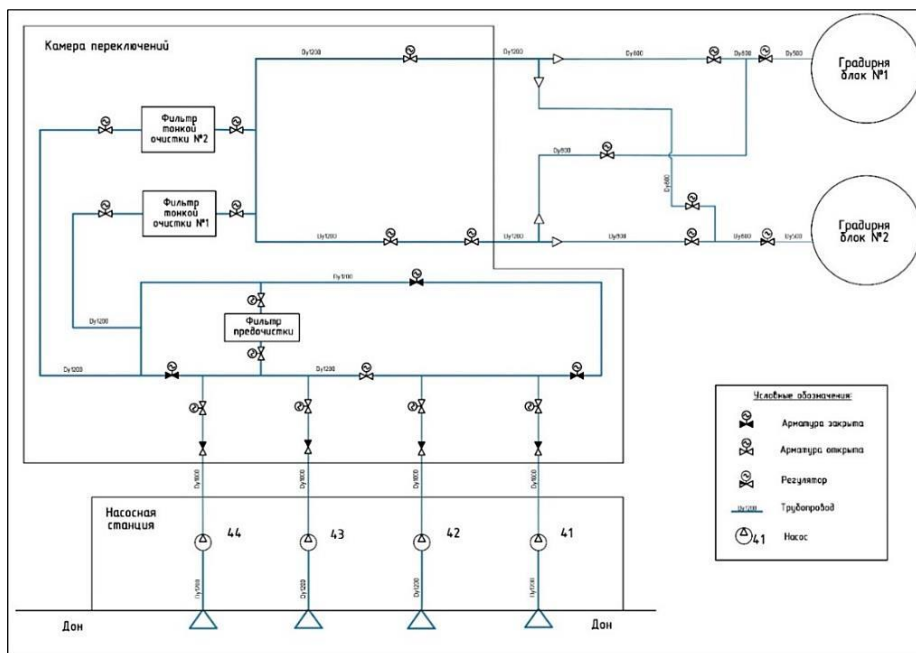 Камера переключений
Dy1200
Dy1200
Dy800
Dy800
Dy500
Градирня
блок №1
Фильтр
тонкой
очистки №2
Dy800
Dy800
Фильтр
тонкой
очистки №1
Dy1200
Dy1200
Dy800
Dy500
Градирня
блок №2
Фильтр
предочистки
Dy1200
Dy1200
Dy1200
Условные обозначения:
Арматура закрыта
Арматура открыта
Регулятор
Dy1200
Трубопровод
41
Насос
Dy1000
Dy1000
Dy1000
Dy1000
Насосная
станция
44
43
42
41
Dy1200
Dy1200
Dy1200
Dy1200
Дон
Дон